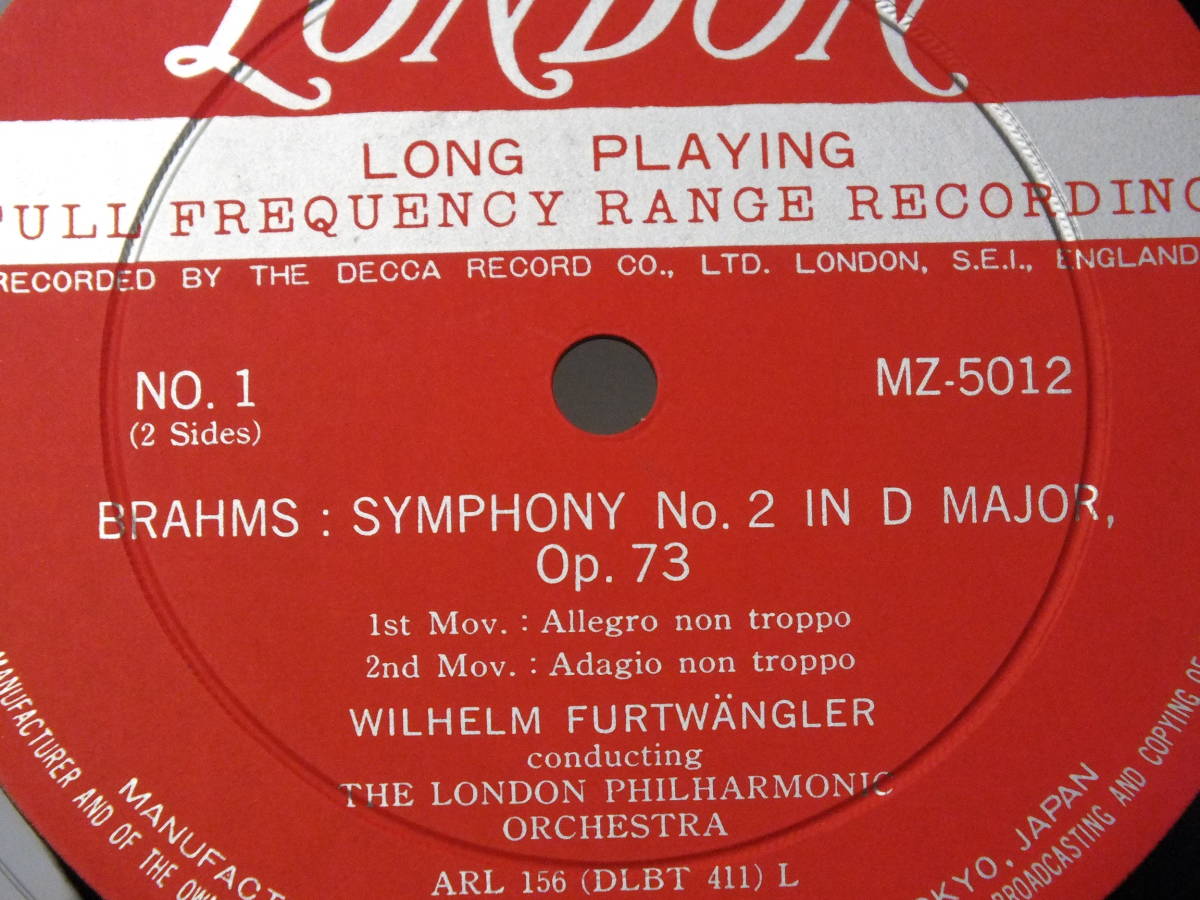 LONDON
LONG PLAYING
FULL FREQUENCY RANGE RECORDING
RECORDED BY THE DECCA RECORD CO., LTD. LONDON, S.E.I., ENGLAND
NO. 1
(2 Sides)
MZ-5012
BRAHMS : SYMPHONY No. 2 IN D MAJOR,
Op. 73
1st Mov. : Allegro non troppo
2nd Mov. : Adagio non troppo
WILHELM FURTWÄNGLER
conducting
THE LONDON PHILHARMONIC
ORCHESTRA
ARL 156 (DLBT 411) L
MANUFACTURER AND OF THE
MANUFACT
KYO, JAPAN
BROADCASTING AND COPYING OF